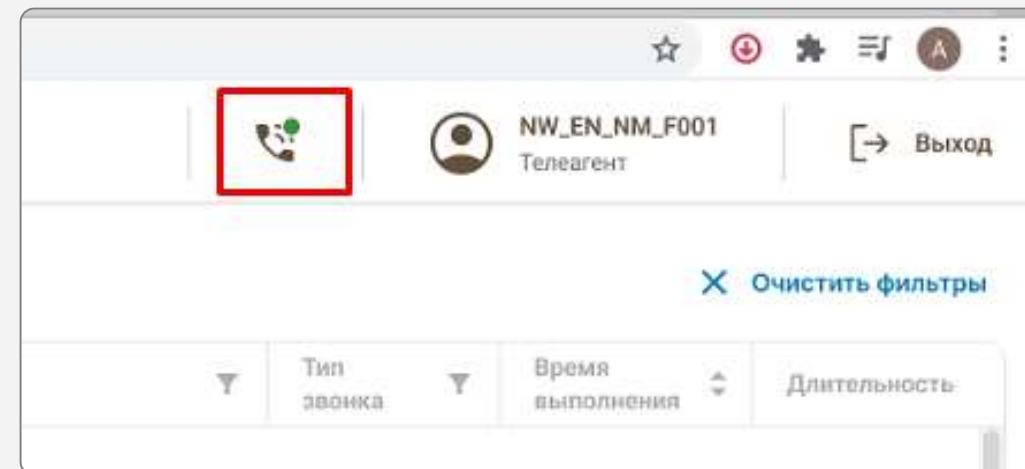 A
NW_EN_NM_F001
Телеагент
Выход
Очистить фильтры
Тип
звонка
Время
выполнения
Длительность